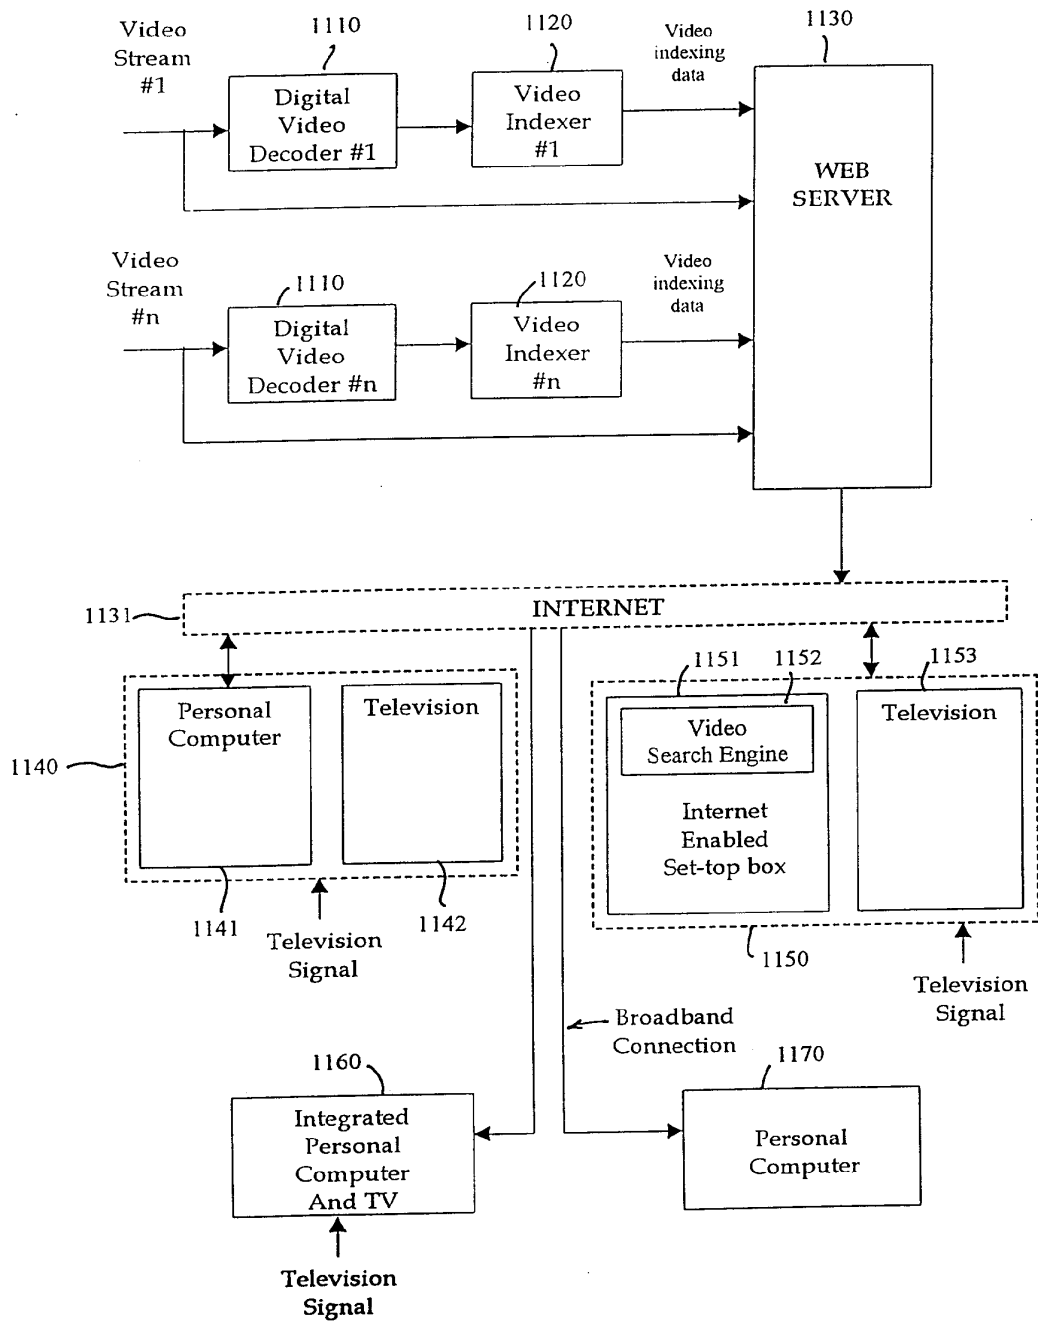 Video
Stream
#1
1110
1120
Video
indexing
data
1130
Digital
Video
Decoder #1
Video
Indexer
#1
WEB
SERVER
Video
Stream
#n
1110
1120
Video
indexing
data
Digital
Video
Decoder #n
Video
Indexer
#n
1131
INTERNET
1140
Personal
Computer
Television
1141
1142
Television
Signal
1151
1152
1153
Video
Search Engine
Internet
Enabled
Set-top box
Television
1150
Television
Signal
Broadband
Connection
1160
Integrated
Personal
Computer
And TV
1170
Personal
Computer
Television
Signal